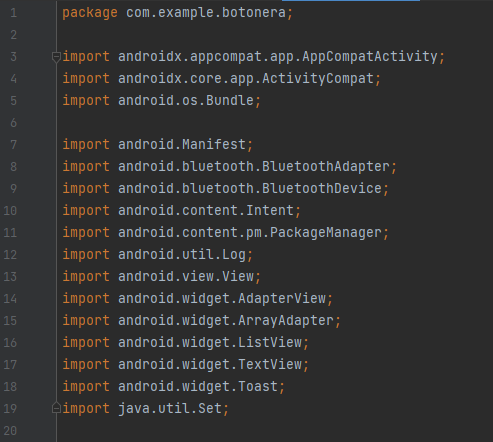 1 package com.example.botonera;
2
3 import androidx.appcompat.app.AppCompatActivity;
4 import androidx.core.app.ActivityCompat;
5 import android.os.Bundle;
6
7 import android.Manifest;
8 import android.bluetooth.BluetoothAdapter;
9 import android.bluetooth.BluetoothDevice;
10 import android.content.Intent;
11 import android.content.pm.PackageManager;
12 import android.util.Log;
13 import android.view.View;
14 import android.widget.AdapterView;
15 import android.widget.ArrayAdapter;
16 import android.widget.ListView;
17 import android.widget.TextView;
18 import android.widget.Toast;
19 import java.util.Set;
20